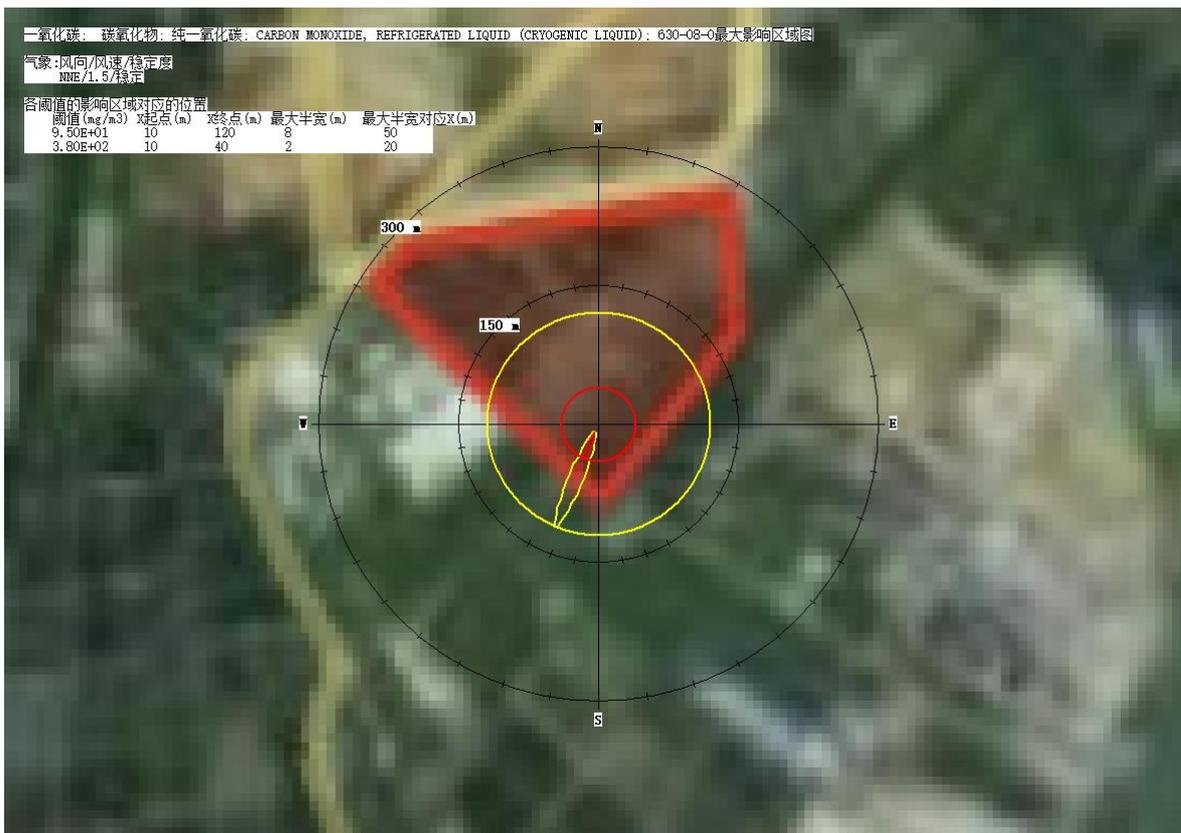 一氧化碳: 碳氧化物; 纯一氧化碳; CARBON MONOXIDE, REFRIGERATED LIQUID (CRYOGENIC LIQUID); 630-08-0最大影响区域图
气象:风向/风速/稳定度
NNE/1.5/稳定
各阈值的影响区域对应的位置
阈值(mg/m3) X起点(m) X终点(m) 最大半宽(m) 最大半宽对应X(m)
9.50E+01 10 120 8 50
3.80E+02 10 40 2 20
N
300 m
150 m
W
E
S